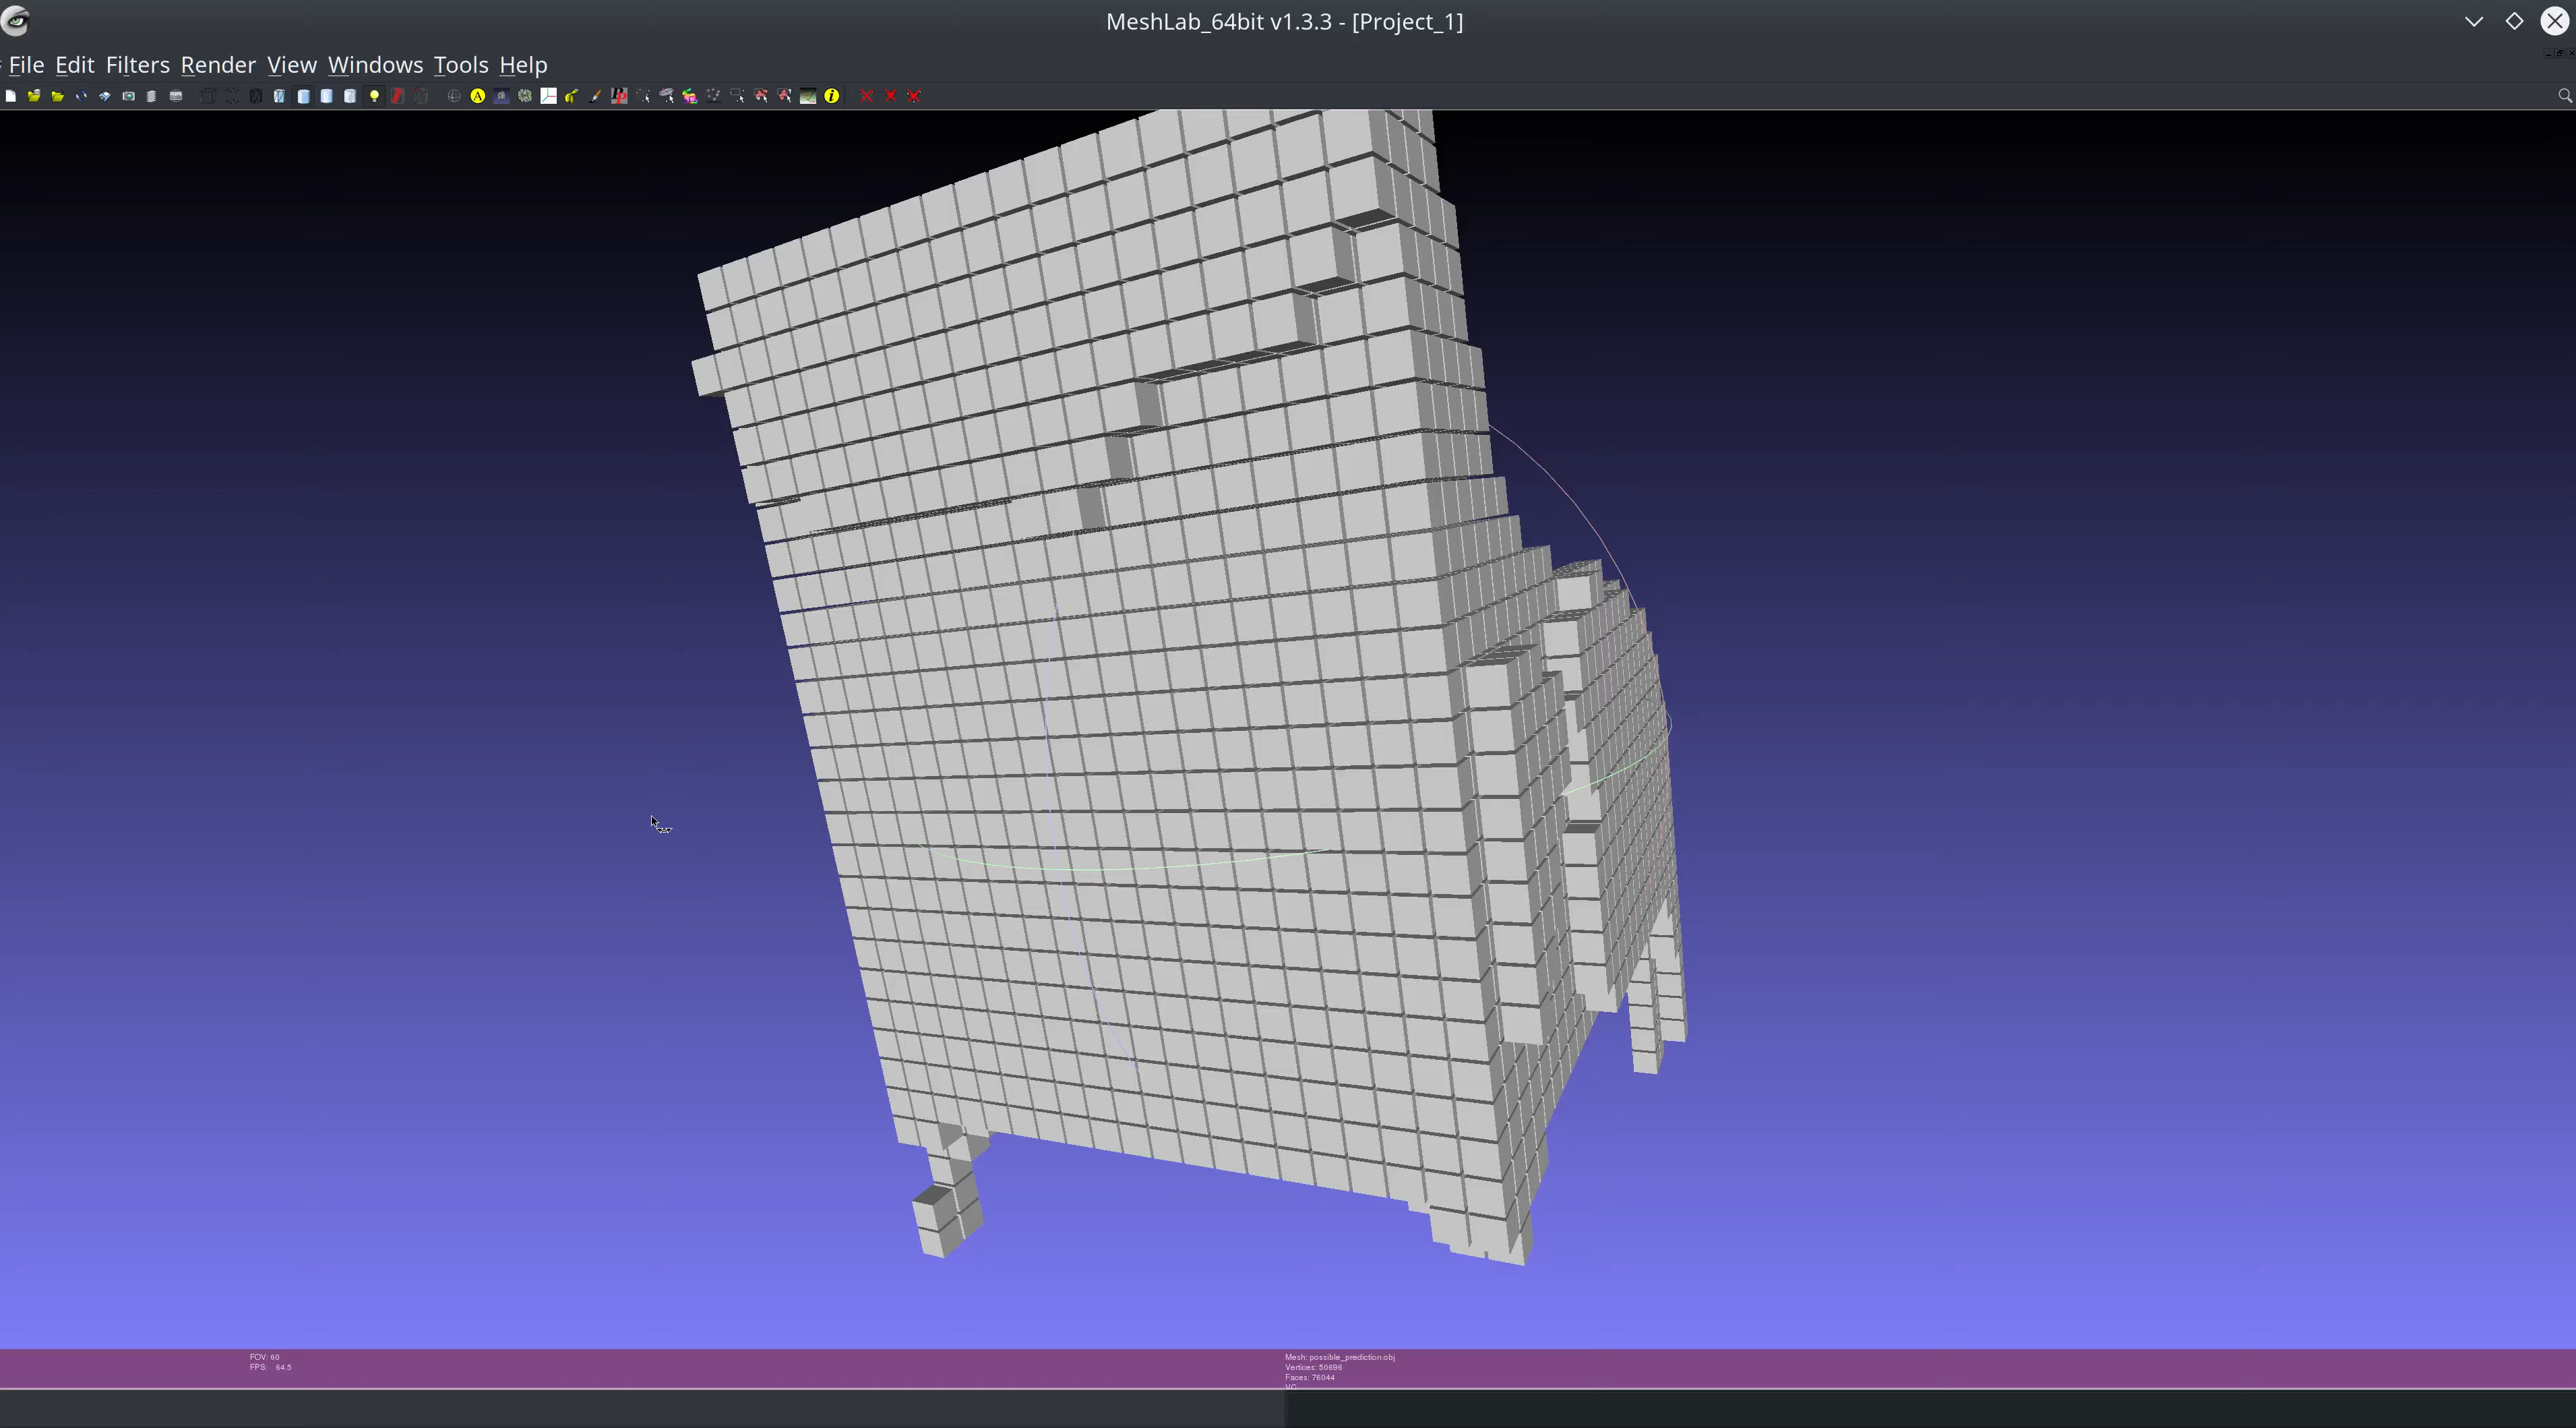 MeshLab_64bit v1.3.3 - [Project_1]
File Edit Filters Render View Windows Tools Help
A
i
FOV: 60
FPS: 64.5
Mesh: possible_prediction.obj
Vertices: 50696
Faces: 76044
VC